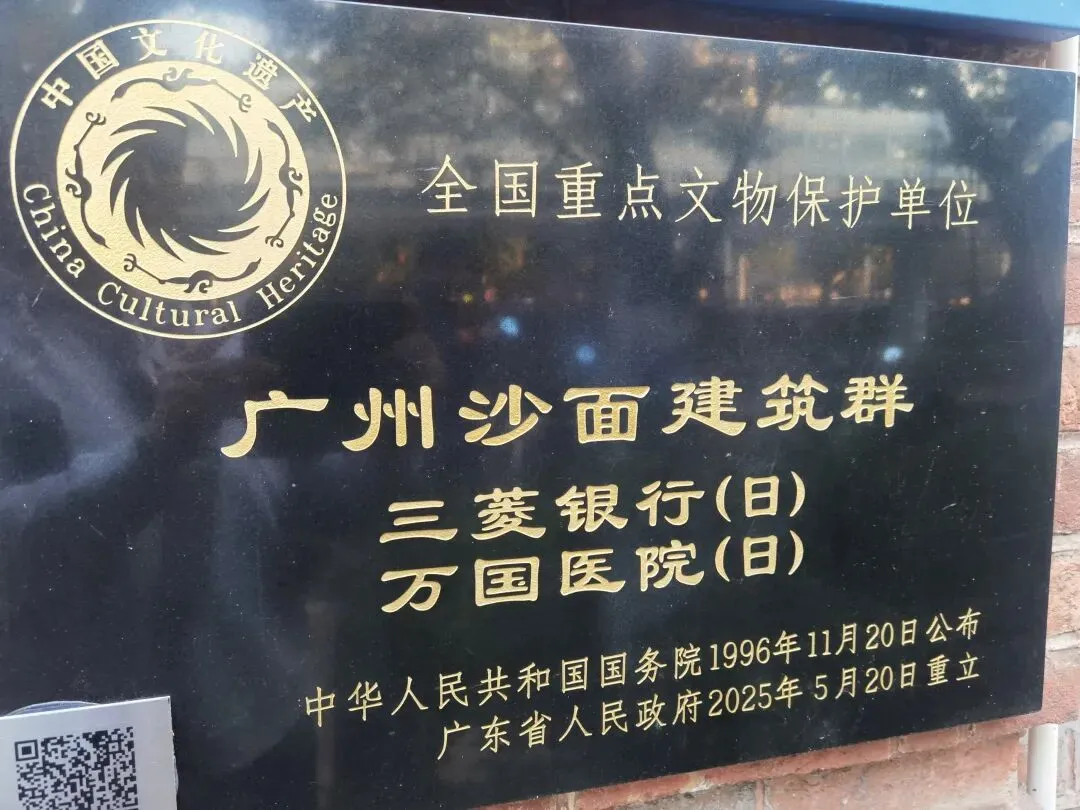 中国文化遗产
China Cultural Heritage
全国重点文物保护单位
广州沙面建筑群
三菱银行(日)
万国医院(日)
中华人民共和国国务院1996年11月20日公布
广东省人民政府2025年5月20日重立